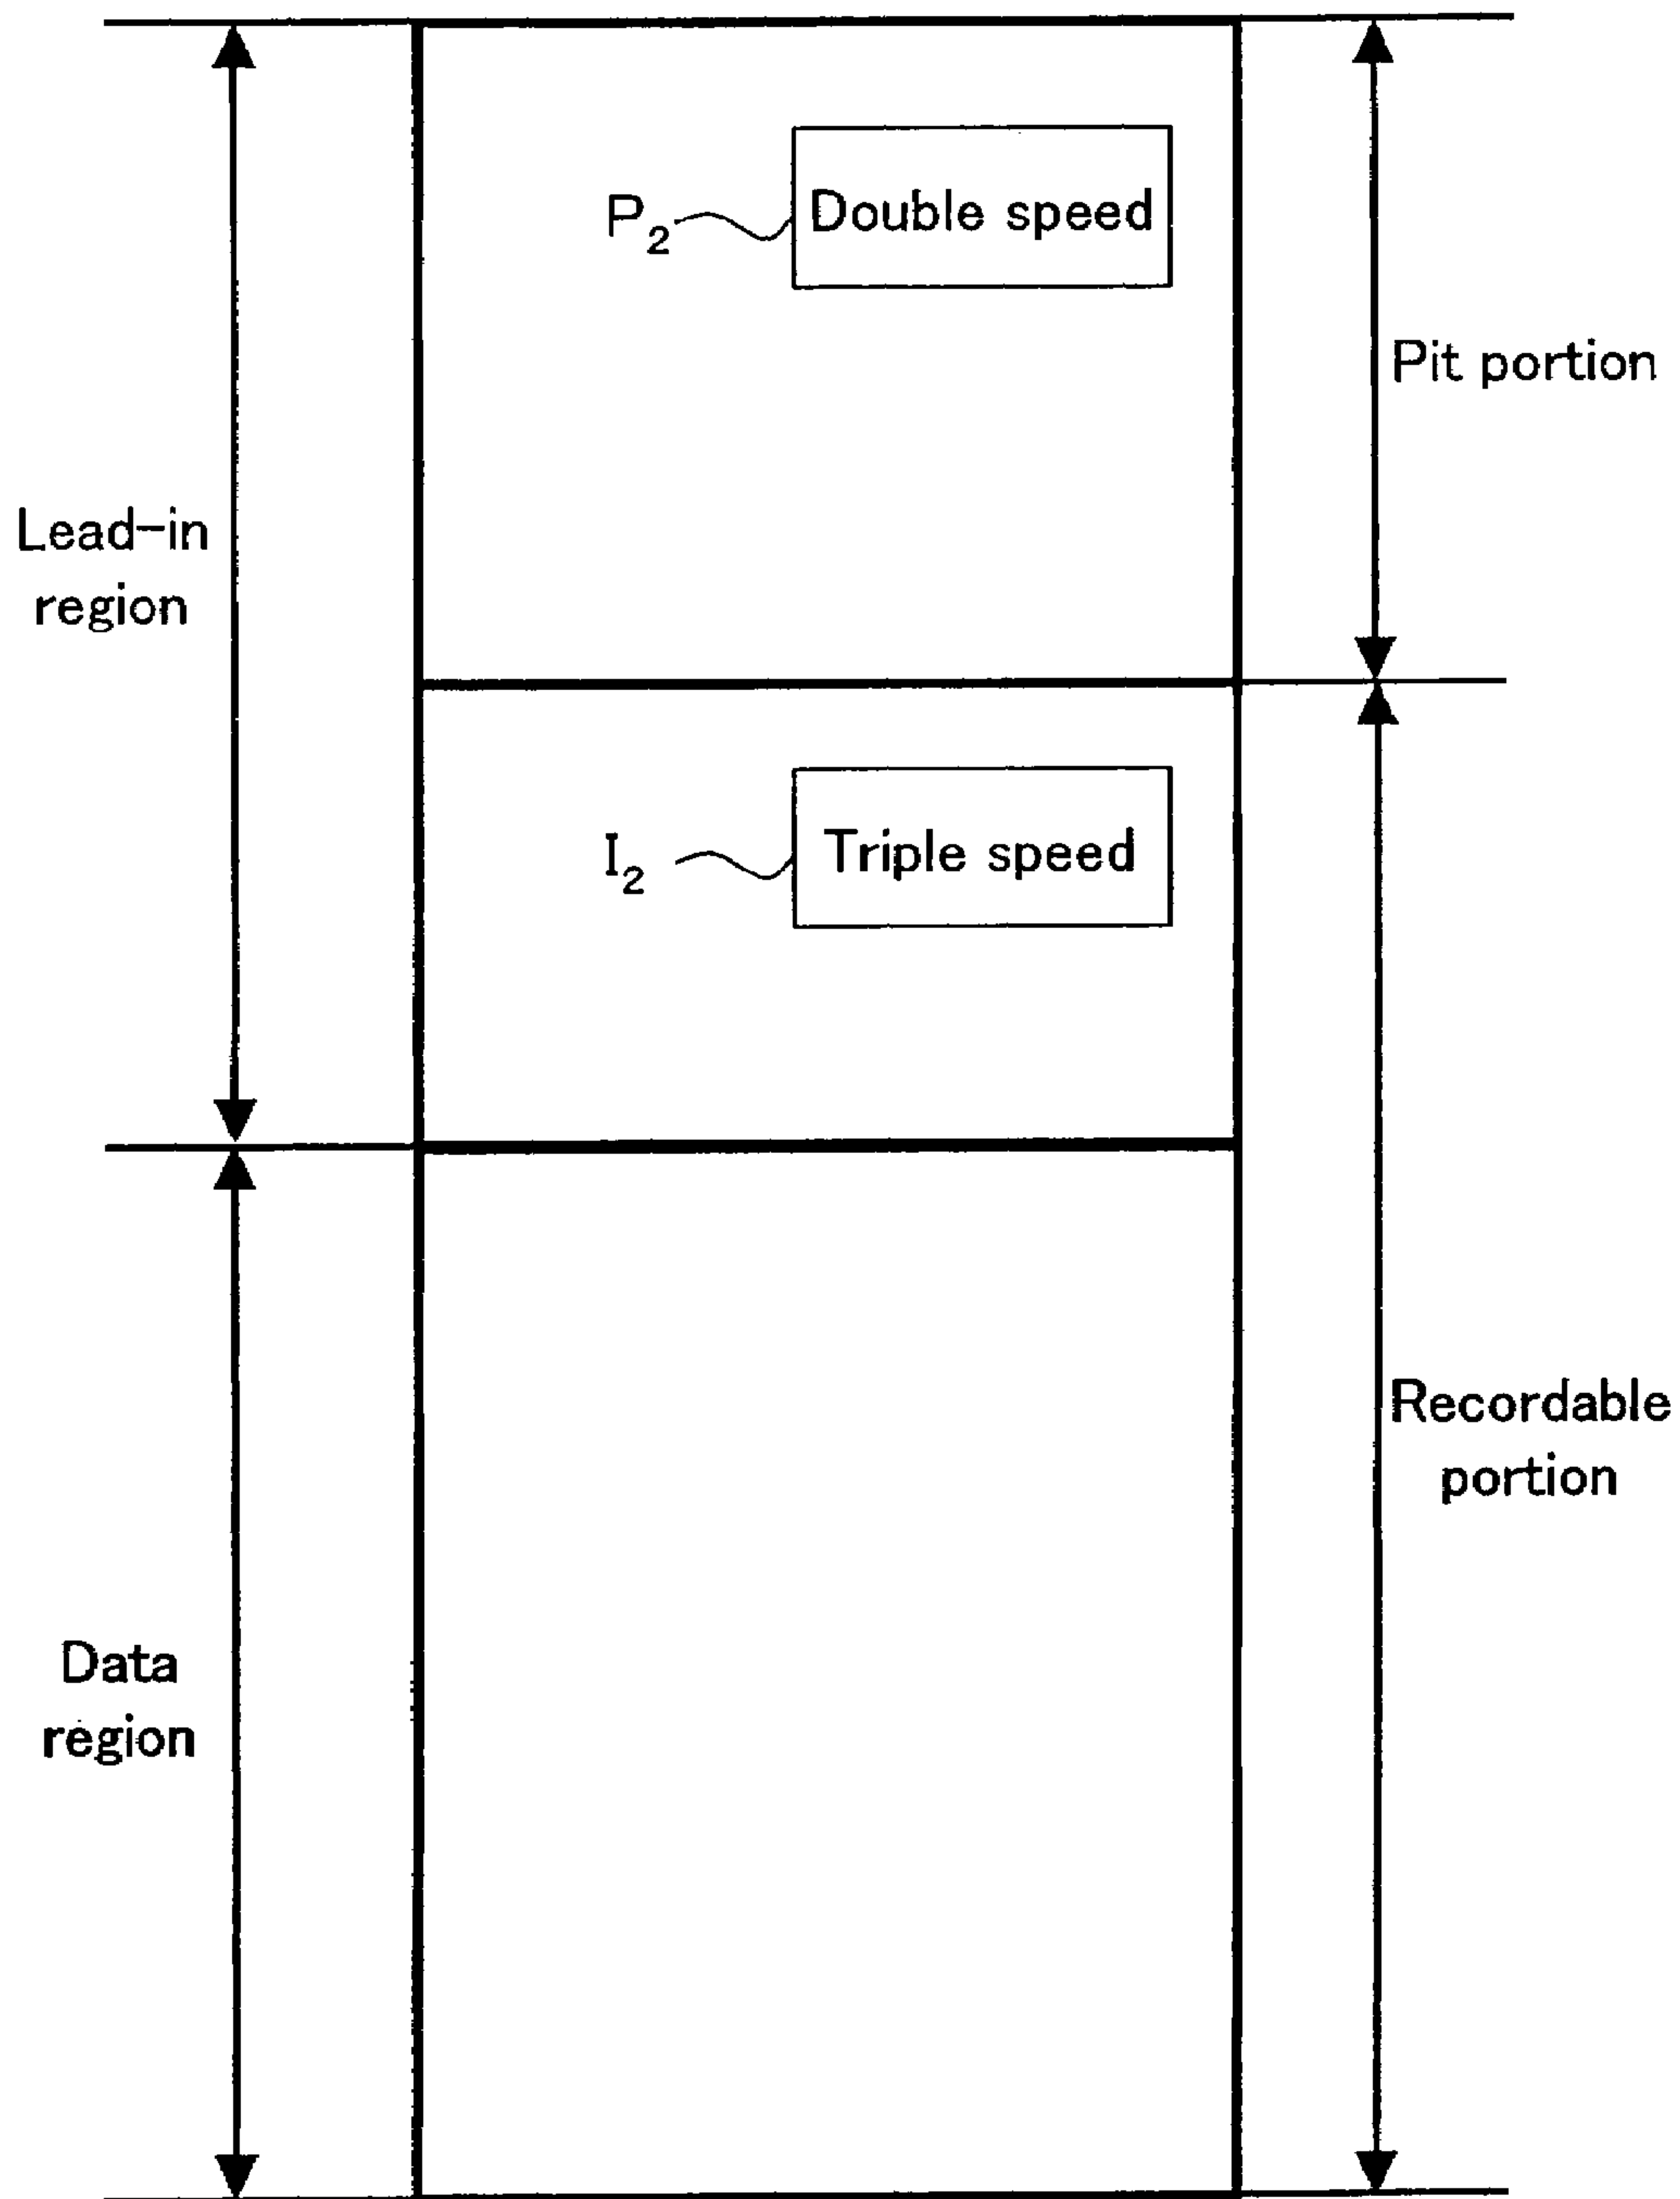 P2
Double speed
Pit portion
Lead-in
region
I2
Triple speed
Recordable
portion
Data
region